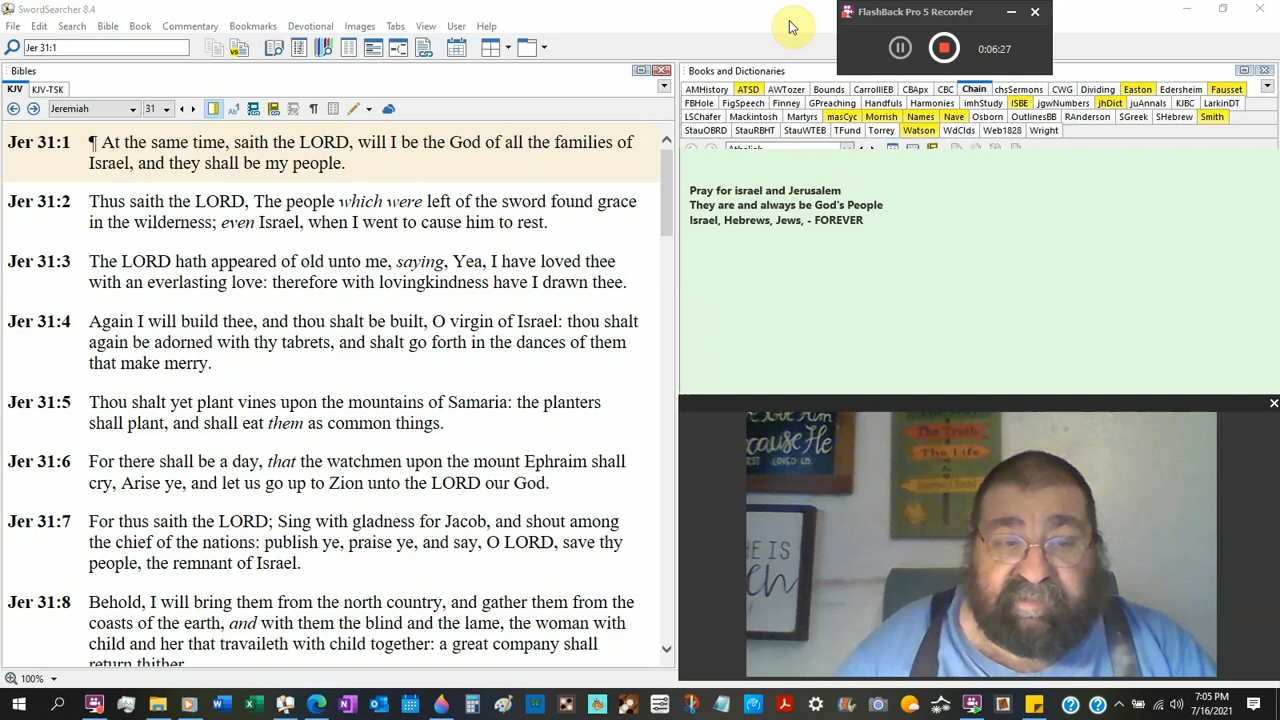 SwordSearcher 8.4
FlashBack Pro 5 Recorder
File Edit Search Bible Book Commentary Bookmarks Devotional Images Tabs View User Help
Jer 31:1
0:06:27
Bibles
Books and Dictionaries
KJV KJV-TSK
AMHistory ATSD AWTozer Bounds CarrollEB CBApx CBC Chain chsSermons CWG Dividing Easton Edersheim Fausset
FBHole FigSpeech Finney GPreaching Handfuls Harmonies imhStudy ISBE jgwNumbers jhDict juAnnals KJBC LarkinDT
LSChafer Mackintosh Martyrs masCyc Morrish Names Nave Osborn OutlinesBB RAnderson SGreek SHebrew Smith
StauOBRD StauRBHT StauWTEB TFund Torrey Watson WdClds Web1828 Wright
Jeremiah 31
Jer 31:1 ¶ At the same time, saith the LORD, will I be the God of all the families of
Israel, and they shall be my people.
Jer 31:2 Thus saith the LORD, The people which were left of the sword found grace
in the wilderness; even Israel, when I went to cause him to rest.
Jer 31:3 The LORD hath appeared of old unto me, saying, Yea, I have loved thee
with an everlasting love: therefore with lovingkindness have I drawn thee.
Jer 31:4 Again I will build thee, and thou shalt be built, O virgin of Israel: thou shalt
again be adorned with thy tabrets, and shalt go forth in the dances of them
that make merry.
Jer 31:5 Thou shalt yet plant vines upon the mountains of Samaria: the planters
shall plant, and shall eat them as common things.
Jer 31:6 For there shall be a day, that the watchmen upon the mount Ephraim shall
cry, Arise ye, and let us go up to Zion unto the LORD our God.
Jer 31:7 For thus saith the LORD; Sing with gladness for Jacob, and shout among
the chief of the nations: publish ye, praise ye, and say, O LORD, save thy
people, the remnant of Israel.
Jer 31:8 Behold, I will bring them from the north country, and gather them from the
coasts of the earth, and with them the blind and the lame, the woman with
child and her that travaileth with child together: a great company shall
return thither
100%
Pray for israel and Jerusalem
They are and always be God's People
Israel, Hebrews, Jews, - FOREVER
We Love Him
because He
first LOVED US
The Truth
The Life
HE IS
7:05 PM
7/16/2021